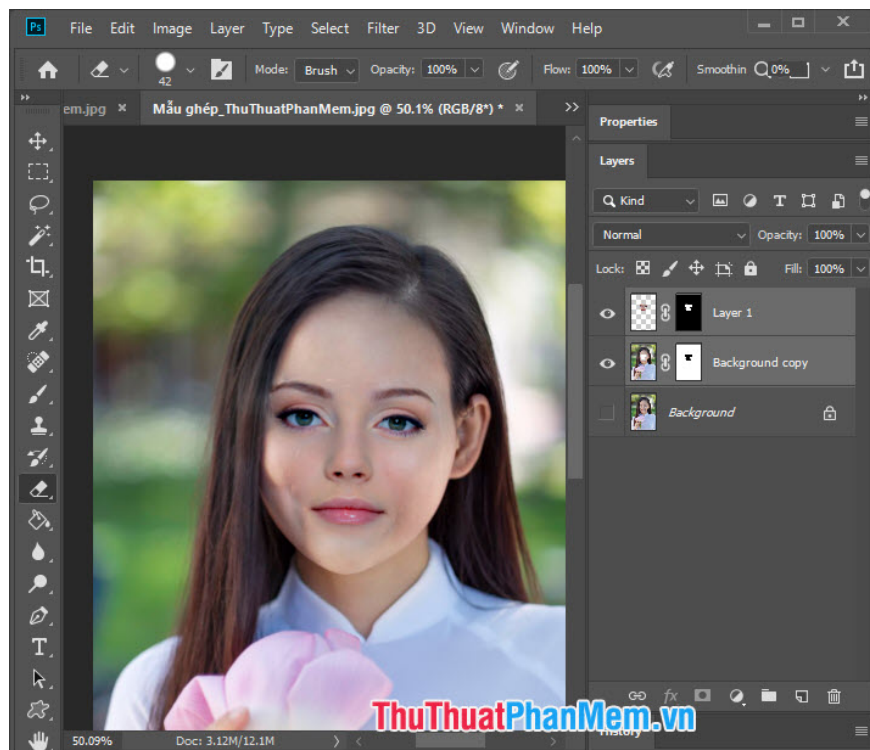 Ps File Edit Image Layer Type Select Filter 3D View Window Help
42 Mode: Brush Opacity: 100% Flow: 100% Smoothin 0%
em.jpg × Mẫu ghép_ThuThuatPhanMem.jpg @ 50.1% (RGB/8*) * ×
Properties
Layers
Kind
Normal Opacity: 100%
Lock: Fill: 100%
Layer 1
Background copy
Background
fx
ThuThuatPhanMem.vn
History
50.09% Doc: 3.12M/12.1M